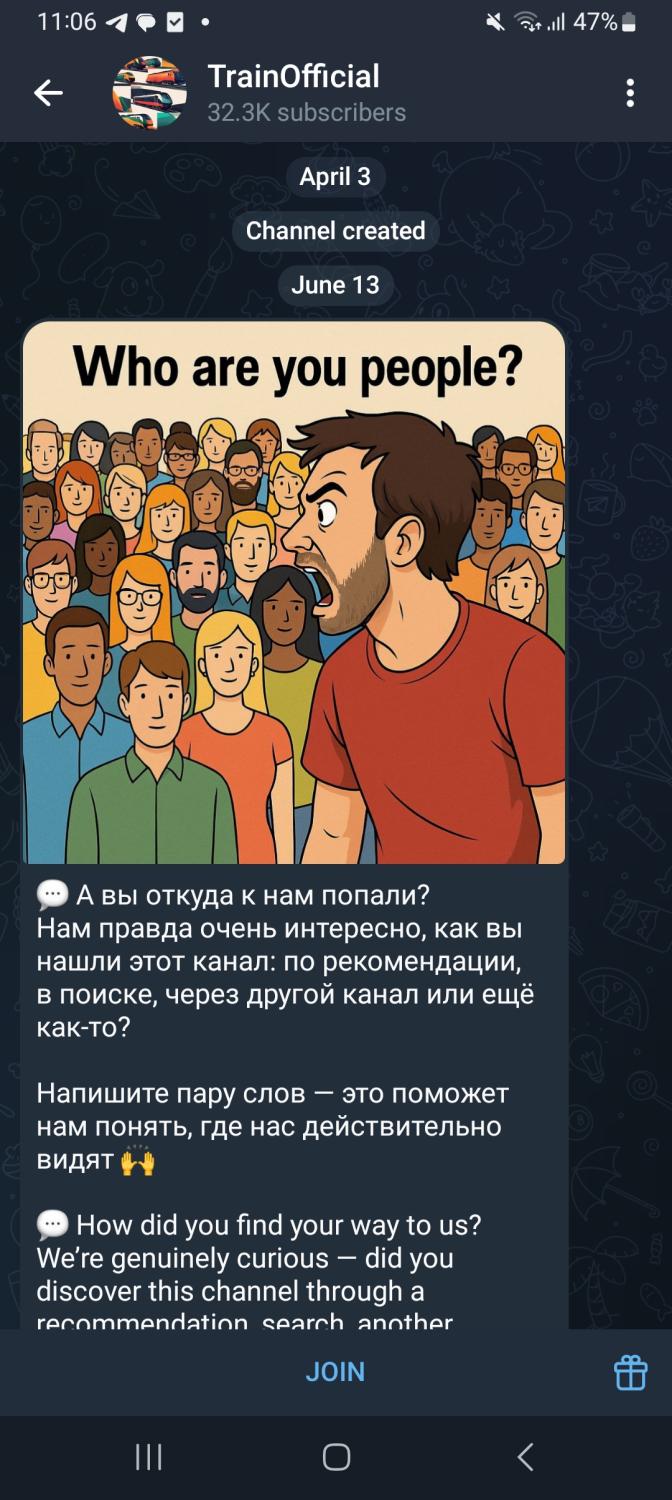 11:06
47%
TrainOfficial
32.3K subscribers
April 3
Channel created
June 13
Who are you people?
💬 А вы откуда к нам попали?
Нам правда очень интересно, как вы
нашли этот канал: по рекомендации,
в поиске, через другой канал или ещё
как-то?
Напишите пару слов — это поможет
нам понять, где нас действительно
видят 🙌
💬 How did you find your way to us?
We’re genuinely curious — did you
discover this channel through a
recommendation, search, another
JOIN